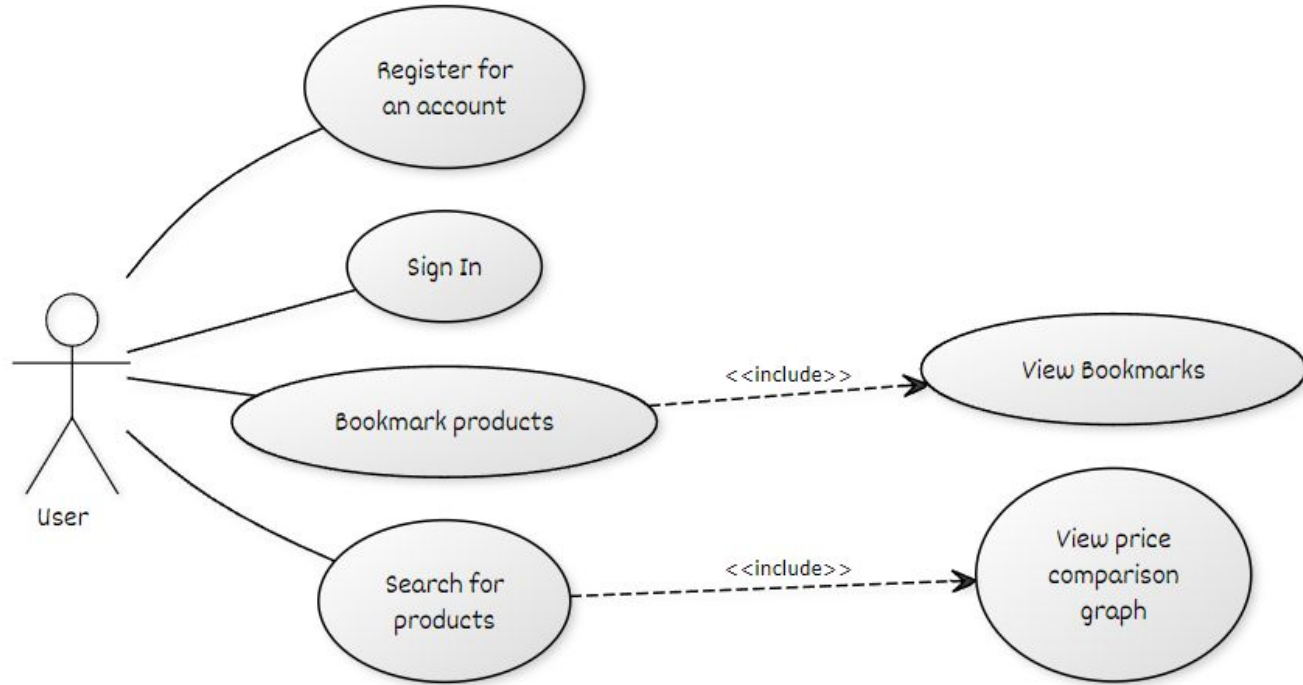 Register for
an account
Sign In
User
Bookmark products
<<include>>
View Bookmarks
Search for
products
<<include>>
View price
comparison
graph